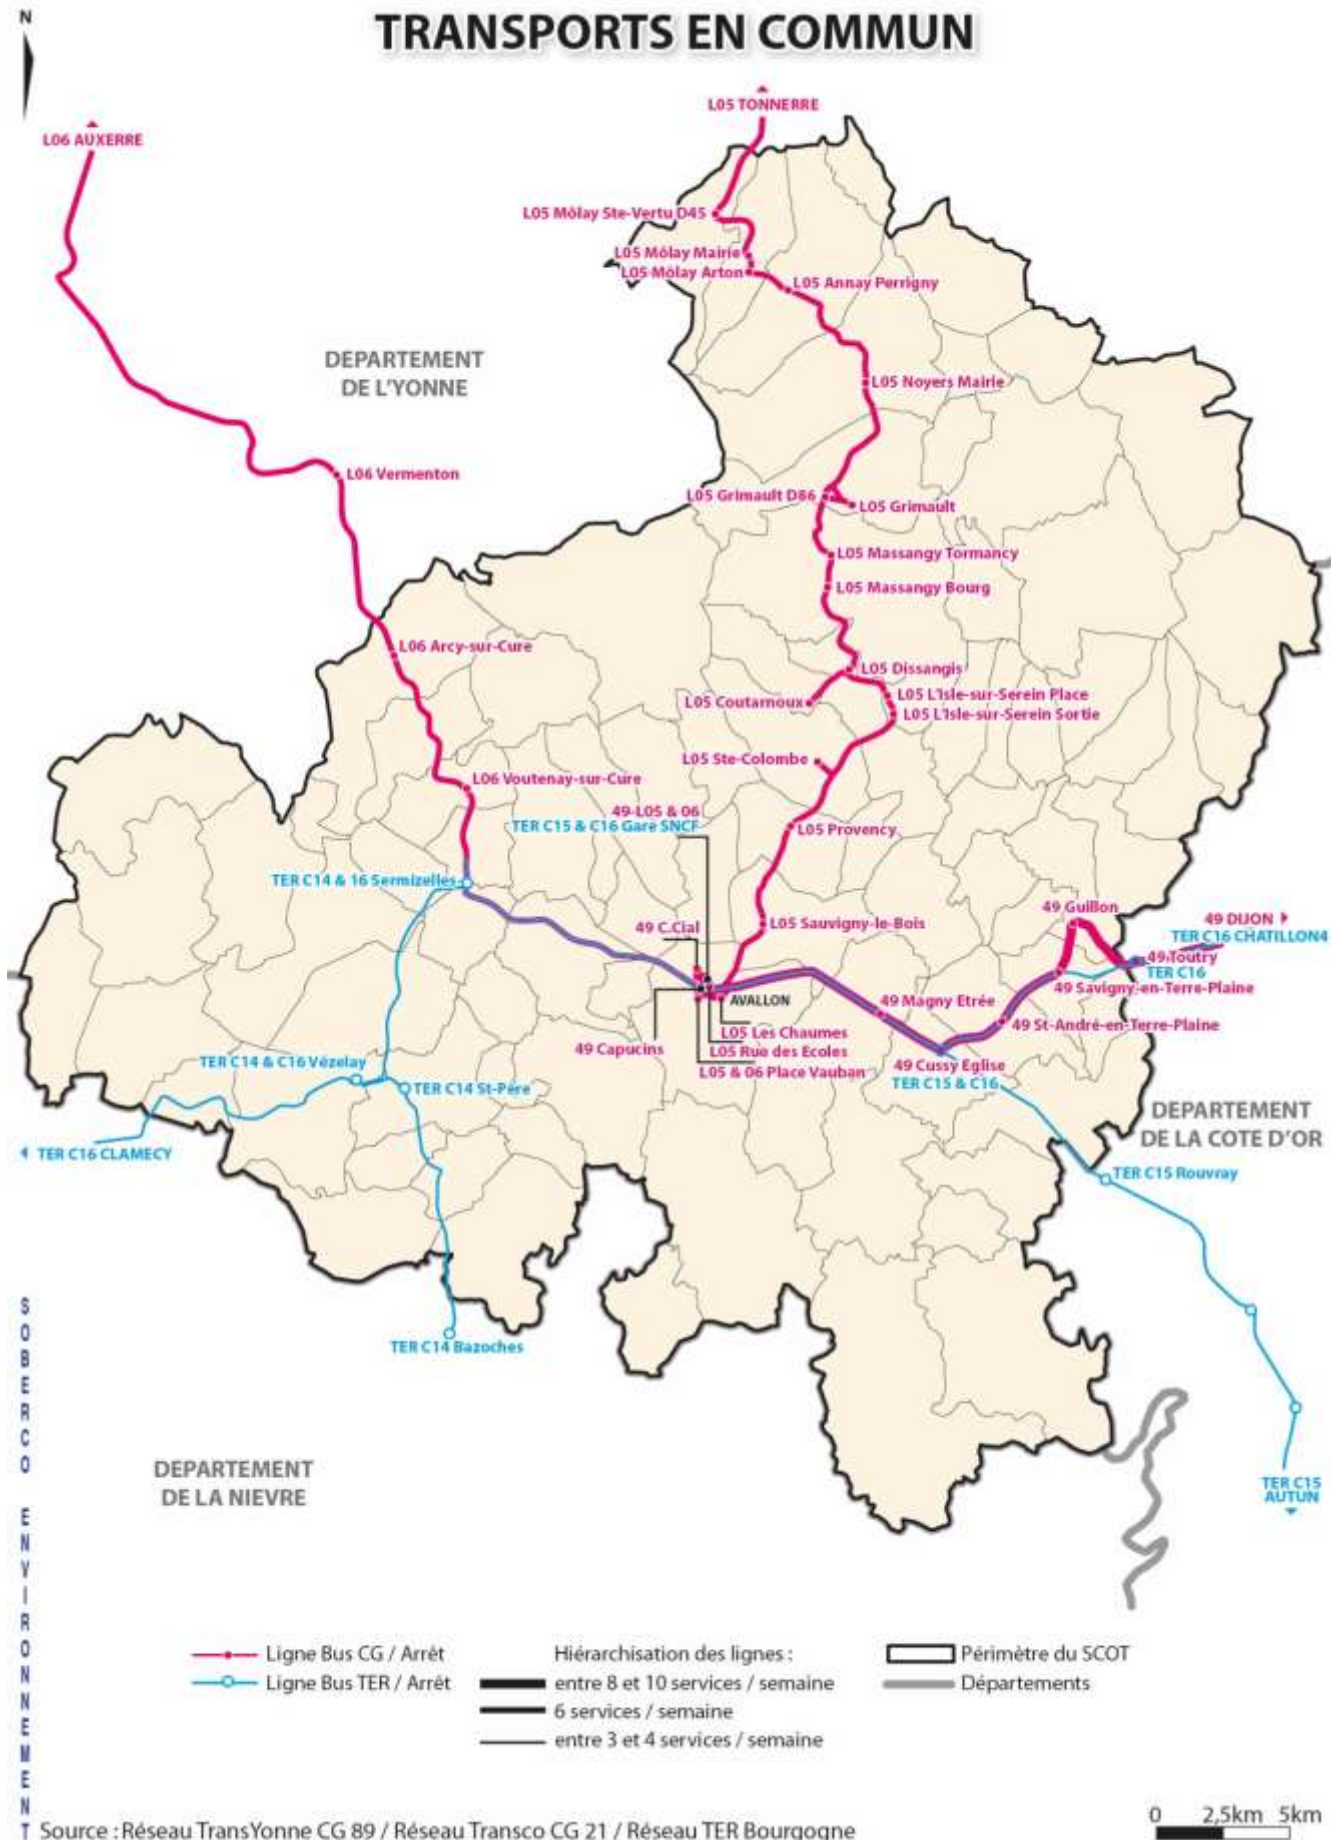 TRANSPORTS EN COMMUN
N
L05 TONNERRE
L06 AUXERRE
L05 Môlay Ste-Vertu D45
L05 Môlay Mairie
L05 Môlay Arton
L05 Annay Perrigny
DEPARTEMENT
DE L'YONNE
L05 Noyers Mairie
L06 Vermenton
L05 Grimault D86
L05 Grimault
L05 Massangy Tormancy
L05 Massangy Bourg
L06 Arcy-sur-Cure
L05 Dissangis
L05 L'Isle-sur-Serein Place
L05 Coutarnoux
L05 L'Isle-sur-Serein Sortie
L05 Ste-Colombe
L06 Voutenay-sur-Cure
49-L05 & 06
TER C15 & C16 Gare SNCF
L05 Provency
TER C14 & 16 Sermizelles
49 Guillon
49 C.Cial
L05 Sauvigny-le-Bois
49 DIJON
TER C16 CHATILLON4
49 Toutry
TER C16
49 Savigny-en-Terre-Plaine
AVALLON
49 Magny Etrée
49 St-André-en-Terre-Plaine
L05 Les Chaumes
49 Capucins
L05 Rue des Ecoles
L05 & 06 Place Vauban
49 Cussy Eglise
TER C15 & C16
TER C14 & C16 Vézelay
TER C14 St-Père
DEPARTEMENT
DE LA COTE D'OR
TER C16 CLAMECY
TER C15 Rouvray
TER C14 Bazoches
DEPARTEMENT
DE LA NIEVRE
TER C15
AUTUN
SOBERCO ENVIRONNEMENT
Ligne Bus CG / Arrêt
Ligne Bus TER / Arrêt
Hiérarchisation des lignes :
entre 8 et 10 services / semaine
6 services / semaine
entre 3 et 4 services / semaine
Périmètre du SCOT
Départements
0 2,5km 5km
Source : Réseau TransYonne CG 89 / Réseau Transco CG 21 / Réseau TER Bourgogne